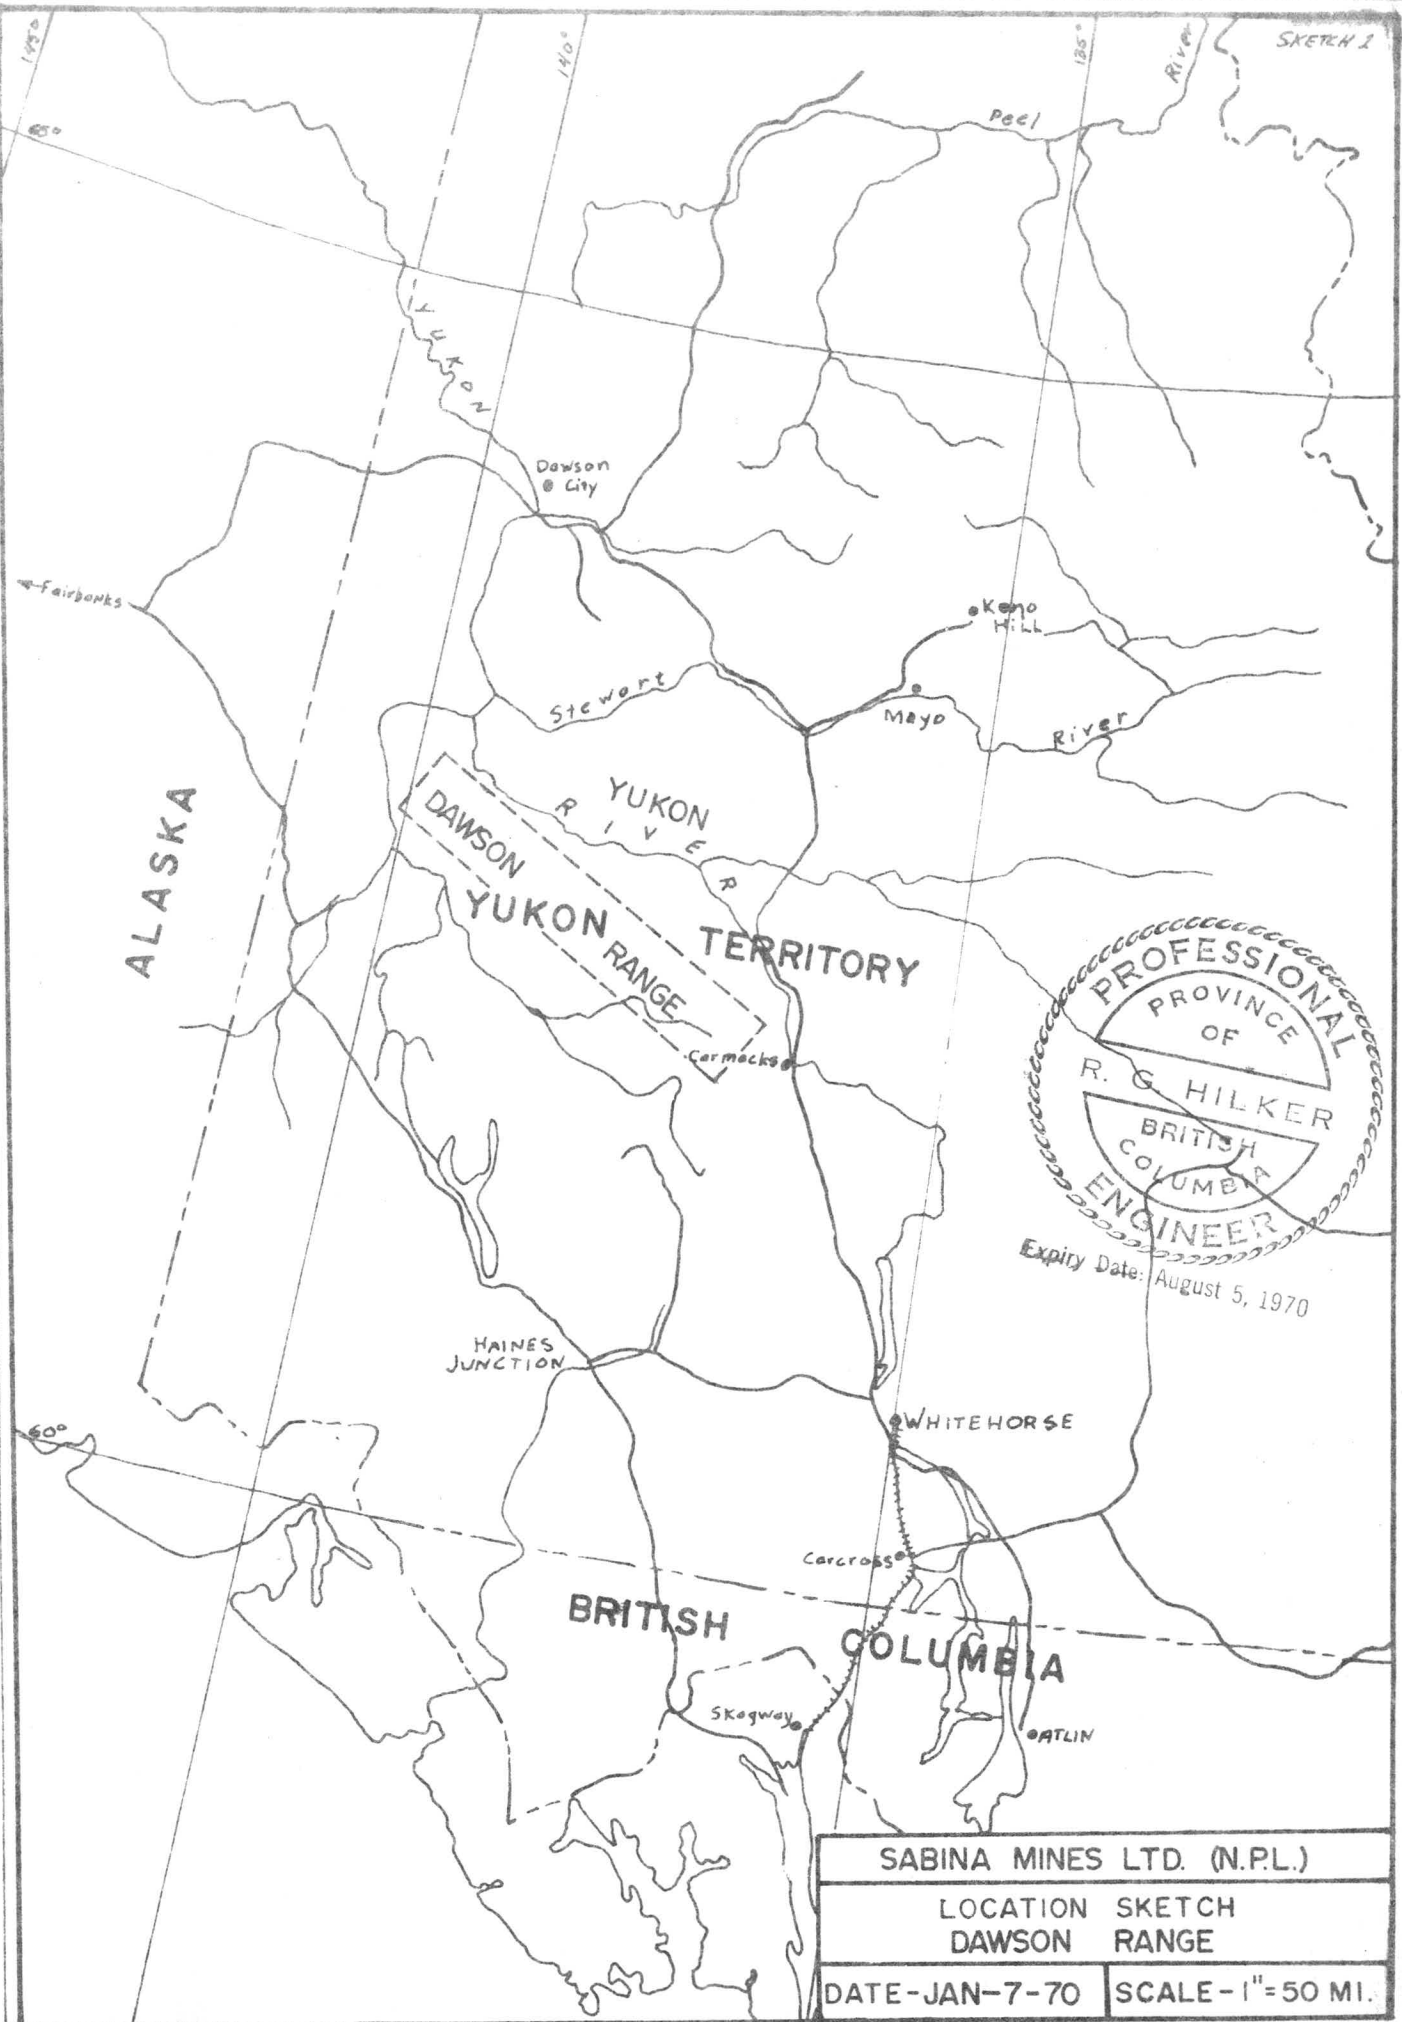 SKETCH 1
145°
140°
135°
65°
Peel
River
YUKON
Dawson
City
Fairbanks
Keno
HILL
Stewart
Mayo
River
YUKON
RIVER
DAWSON
RANGE
ALASKA
YUKON TERRITORY
Carmacks
PROFESSIONAL
PROVINCE
OF
R. G. HILKER
BRITISH
COLUMBIA
ENGINEER
Expiry Date: August 5, 1970
HAINES
JUNCTION
WHITEHORSE
60°
Carcross
BRITISH COLUMBIA
Skagway
ATLIN
SABINA MINES LTD. (N.P.L.)
LOCATION SKETCH
DAWSON RANGE
DATE-JAN-7-70
SCALE-1"=50 MI.